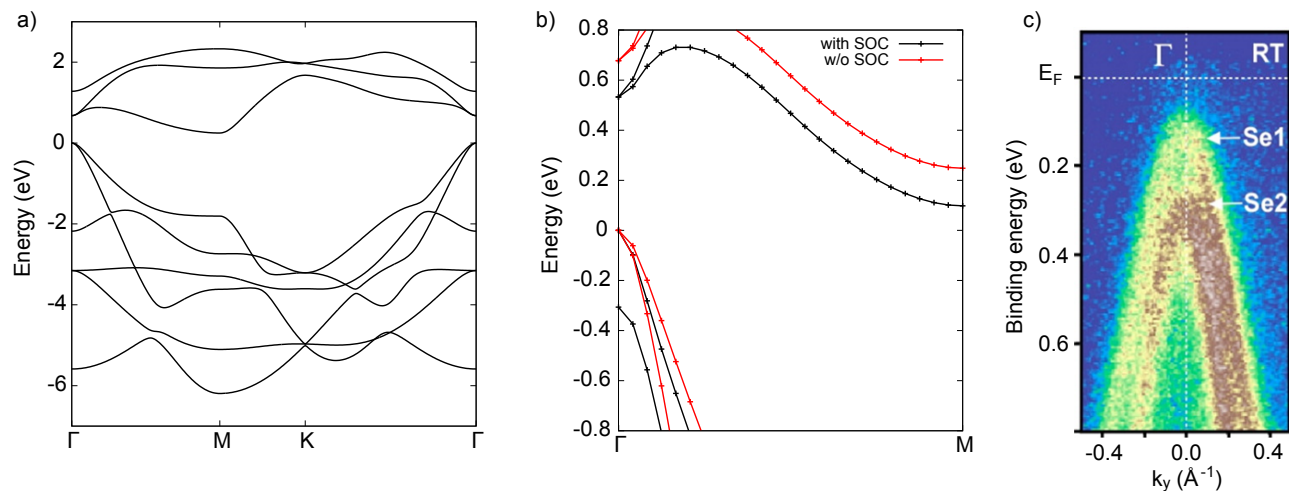 a)
2
0
-2
-4
-6
Energy (eV)
Γ
M
K
Γ
b)
0.8
0.6
0.4
0.2
0
-0.2
-0.4
-0.6
-0.8
Energy (eV)
with SOC
w/o SOC
Γ
M
c)
Γ
RT
E_F
Se1
0.2
Se2
0.4
0.6
Binding energy (eV)
-0.4
0.0
0.4
k_y (Å⁻¹)